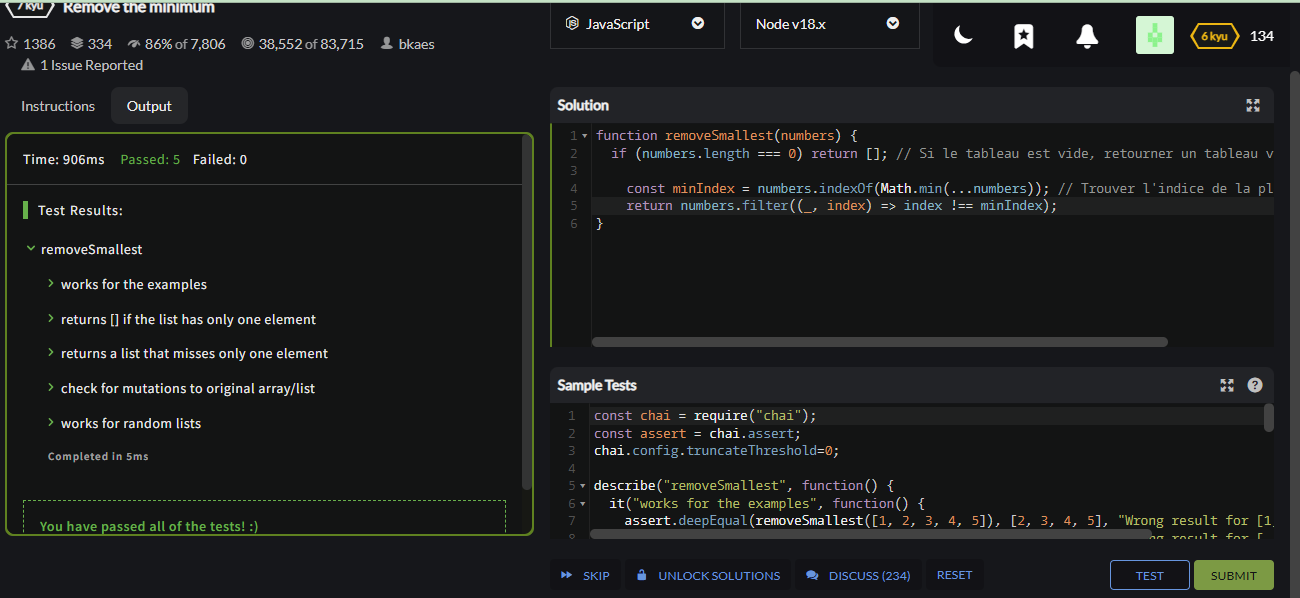 7 kyu Remove the minimum
1386 334 86% of 7,806 38,552 of 83,715 bkaes
1 Issue Reported
JavaScript
Node v18.x
6 kyu 134
Instructions Output
Time: 906ms Passed: 5 Failed: 0
Test Results:
removeSmallest
works for the examples
returns [] if the list has only one element
returns a list that misses only one element
check for mutations to original array/list
works for random lists
Completed in 5ms
You have passed all of the tests! :)
Solution
1 function removeSmallest(numbers) {
2 if (numbers.length === 0) return []; // Si le tableau est vide, retourner un tableau v
3
4 const minIndex = numbers.indexOf(Math.min(...numbers)); // Trouver l'indice de la pl
5 return numbers.filter((_, index) => index !== minIndex);
6 }
Sample Tests
1 const chai = require("chai");
2 const assert = chai.assert;
3 chai.config.truncateThreshold=0;
4
5 describe("removeSmallest", function() {
6 it("works for the examples", function() {
7 assert.deepEqual(removeSmallest([1, 2, 3, 4, 5]), [2, 3, 4, 5], "Wrong result for [1,
8 ng result for [
SKIP UNLOCK SOLUTIONS DISCUSS (234) RESET TEST SUBMIT